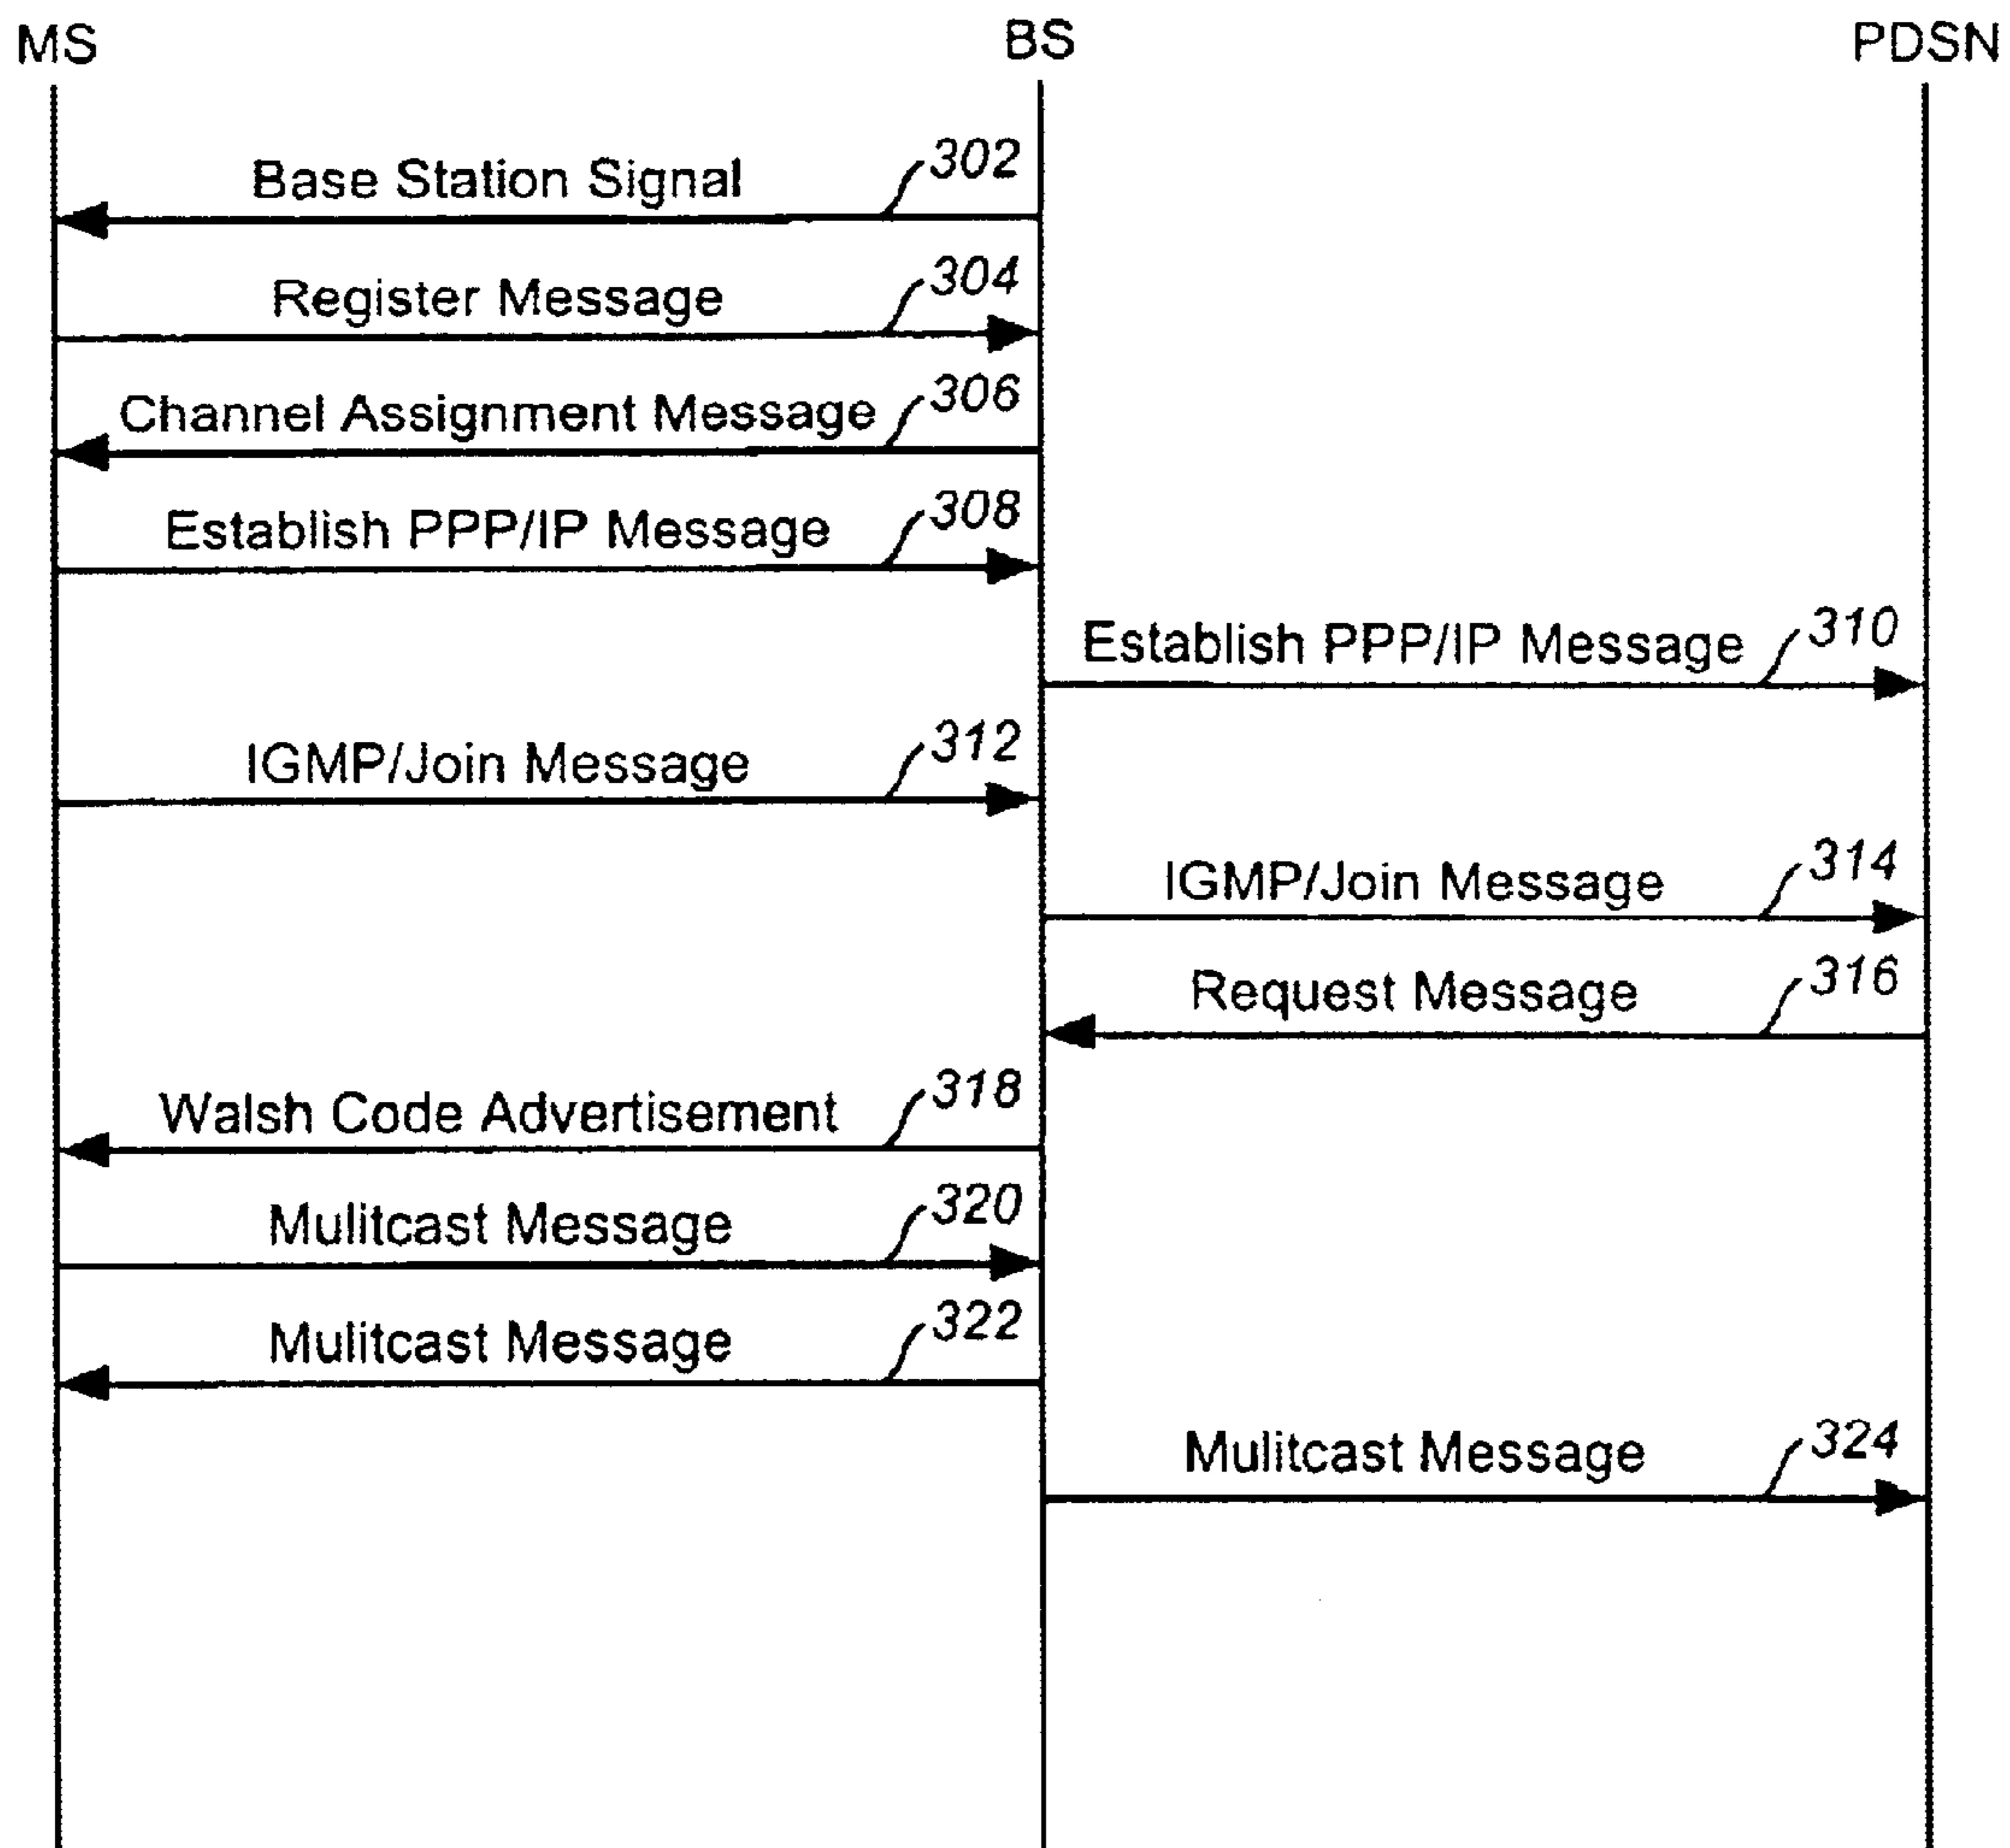 MS BS PDSN
Base Station Signal 302
Register Message 304
Channel Assignment Message 306
Establish PPP/IP Message 308
Establish PPP/IP Message 310
IGMP/Join Message 312
IGMP/Join Message 314
Request Message 316
Walsh Code Advertisement 318
Mulitcast Message 320
Mulitcast Message 322
Mulitcast Message 324